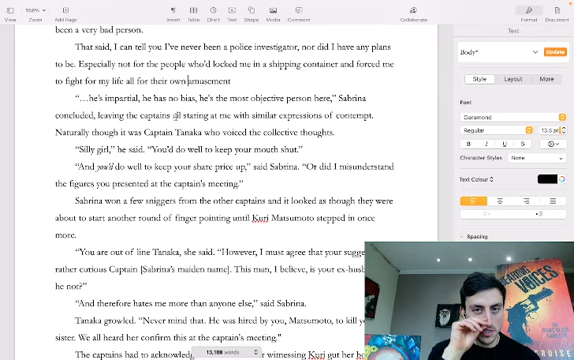 168%
View
Zoom
Add Page
Insert
Table
Chart
Text
Shape
Media
Comment
Collaborate
Format
Document
Text
been a very bad person.
That said, I can tell you I've never been a police investigator, nor did I have any plans
to be. Especially not for the people who'd locked me in a shipping container and forced me
to fight for my life all for their own amusement
“…he's impartial, he has no bias, he's the most objective person here,” Sabrina
concluded, leaving the captains all staring at me with similar expressions of contempt.
Naturally though it was Captain Tanaka who voiced the collective thoughts.
“Silly girl,” he said. “You'd do well to keep your mouth shut.”
“And you'd do well to keep your share price up,” said Sabrina. “Or did I misunderstand
the figures you presented at the captain's meeting.”
Sabrina won a few sniggers from the other captains and it looked as though they were
about to start another round of finger pointing until Kuri Matsumoto stepped in once
more.
“You are out of line Tanaka, she said. “However, I must agree that your sugge
rather curious Captain [Sabrina's maiden name]. This man, I believe, is your ex-hus
he not?”
“And therefore hates me more than anyone else,” said Sabrina.
Tanaka growled. “Never mind that. He was hired by you, Matsumoto, to kill yo
sister. We all heard her confirm this at the captain's meeting.”
The captains had to acknowledg
witnessing Kuri gut her
13,186 words
Body*
Update
Style
Layout
More
Font
Garamond
Regular
13.5 pt
B
I
U
S
Character Styles
None
Text Colour
Spacing
HEARING
VOICES
CRUISE